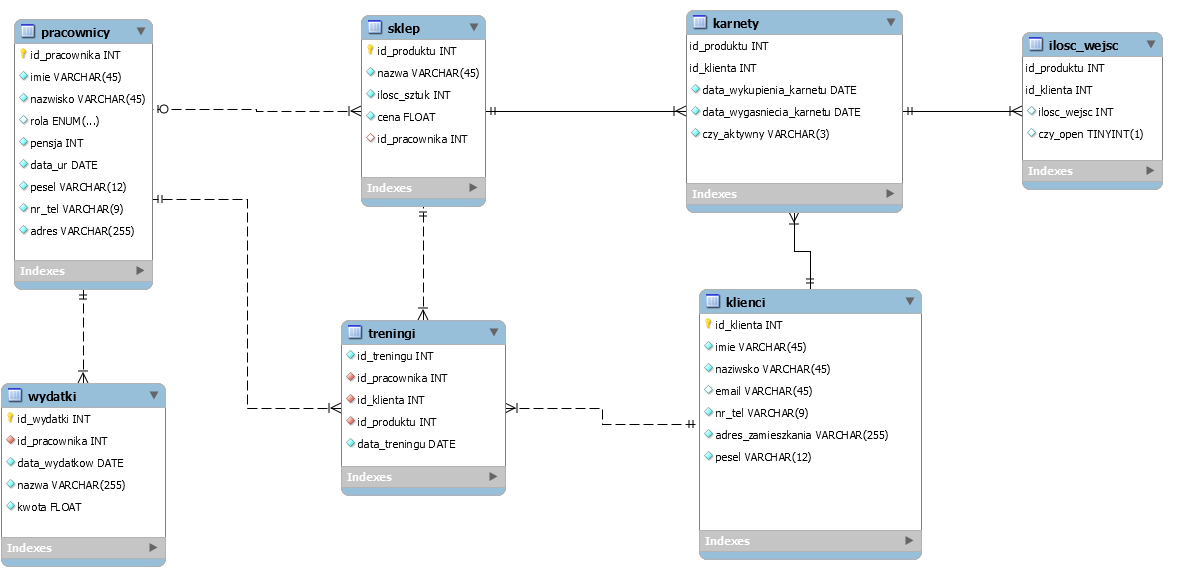 pracownicy
id_pracownika INT
imie VARCHAR(45)
nazwisko VARCHAR(45)
rola ENUM(...)
pensja INT
data_ur DATE
pesel VARCHAR(12)
nr_tel VARCHAR(9)
adres VARCHAR(255)
Indexes
sklep
id_produktu INT
nazwa VARCHAR(45)
ilosc_sztuk INT
cena FLOAT
id_pracownika INT
Indexes
karnety
id_produktu INT
id_klienta INT
data_wykupienia_karnetu DATE
data_wygasniecia_karnetu DATE
czy_aktywny VARCHAR(3)
Indexes
ilosc_wejsc
id_produktu INT
id_klienta INT
ilosc_wejsc INT
czy_open TINYINT(1)
Indexes
wydatki
id_wydatki INT
id_pracownika INT
data_wydatkow DATE
nazwa VARCHAR(255)
kwota FLOAT
Indexes
treningi
id_treningu INT
id_pracownika INT
id_klienta INT
id_produktu INT
data_treningu DATE
Indexes
klienci
id_klienta INT
imie VARCHAR(45)
naziwsko VARCHAR(45)
email VARCHAR(45)
nr_tel VARCHAR(9)
adres_zamieszkania VARCHAR(255)
pesel VARCHAR(12)
Indexes